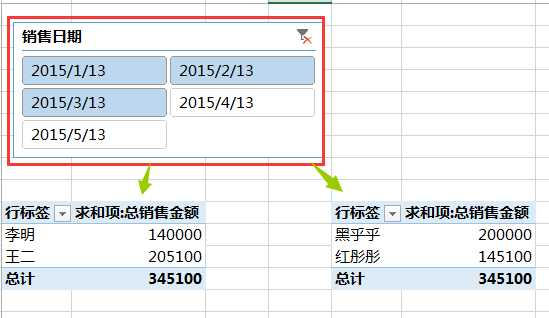 销售日期
2015/1/13 2015/2/13
2015/3/13 2015/4/13
2015/5/13
行标签 求和项:总销售金额
李明 140000
王二 205100
总计 345100
行标签 求和项:总销售金额
黑乎乎 200000
红彤彤 145100
总计 345100